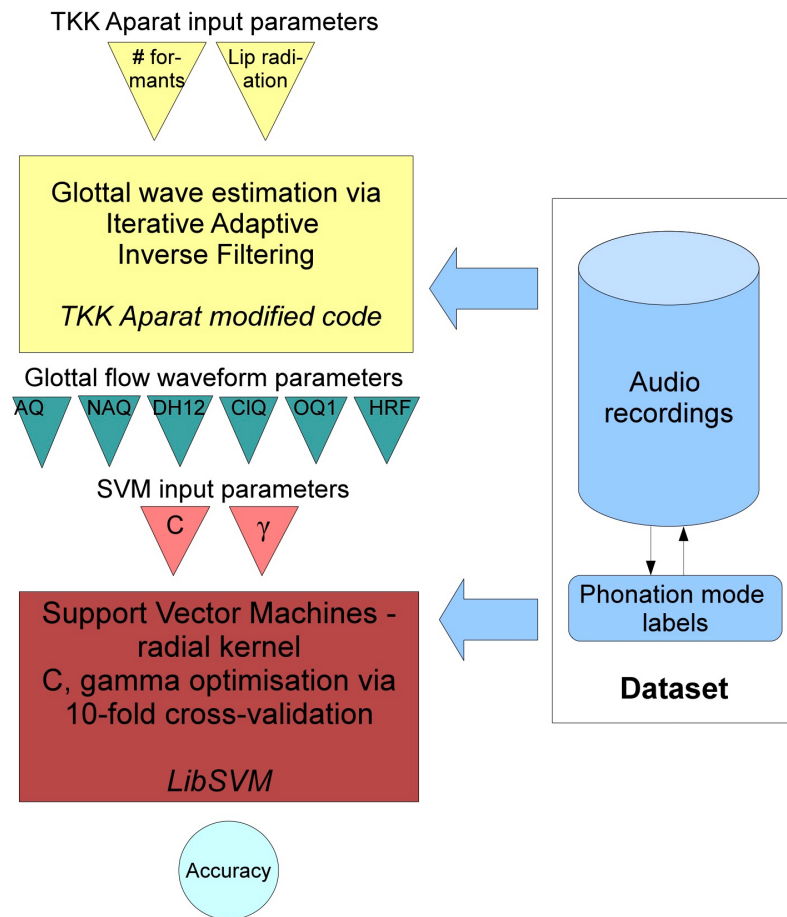 TKK Aparat input parameters
# for-
mants
Lip radi-
ation
Glottal wave estimation via
Iterative Adaptive
Inverse Filtering
TKK Aparat modified code
Glottal flow waveform parameters
AQ NAQ DH12 ClQ OQ1 HRF
SVM input parameters
C γ
Support Vector Machines -
radial kernel
C, gamma optimisation via
10-fold cross-validation
LibSVM
Accuracy
Audio
recordings
Phonation mode
labels
Dataset